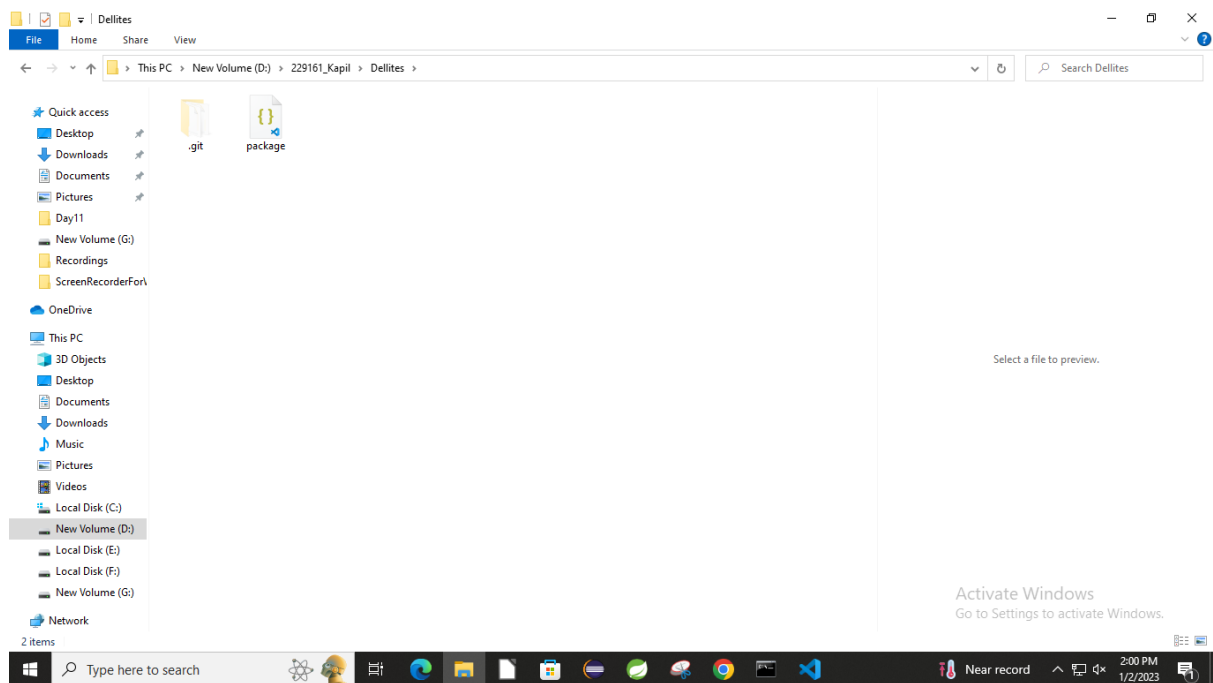 Dellites
File Home Share View
This PC > New Volume (D:) > 229161_Kapil > Dellites >
Search Dellites
Quick access
Desktop
Downloads
Documents
Pictures
Day11
New Volume (G:)
Recordings
ScreenRecorderForV
OneDrive
This PC
3D Objects
Desktop
Documents
Downloads
Music
Pictures
Videos
Local Disk (C:)
New Volume (D:)
Local Disk (E:)
Local Disk (F:)
New Volume (G:)
Network
.git package
Select a file to preview.
Activate Windows
Go to Settings to activate Windows.
2 items
Type here to search
Near record
2:00 PM
1/2/2023
1